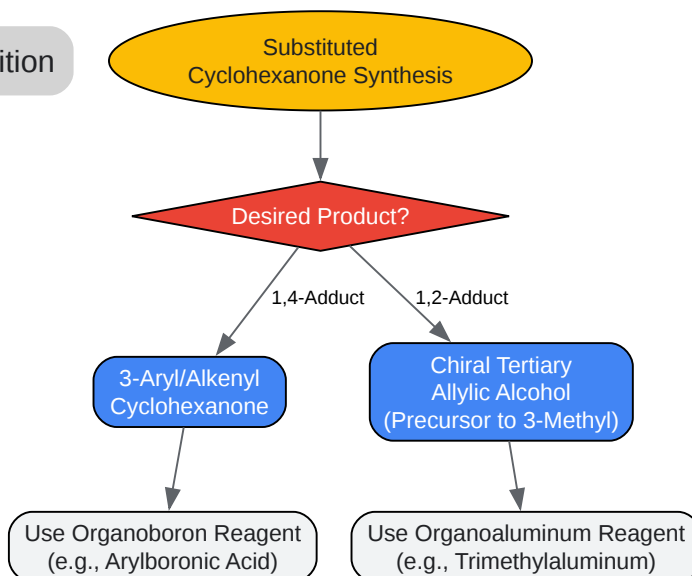 Substituted
Cyclohexanone Synthesis
Desired Product?
1,4-Adduct
1,2-Adduct
3-Aryl/Alkenyl
Cyclohexanone
Chiral Tertiary
Allylic Alcohol
(Precursor to 3-Methyl)
Use Organoboron Reagent
(e.g., Arylboronic Acid)
Use Organoaluminum Reagent
(e.g., Trimethylaluminum)